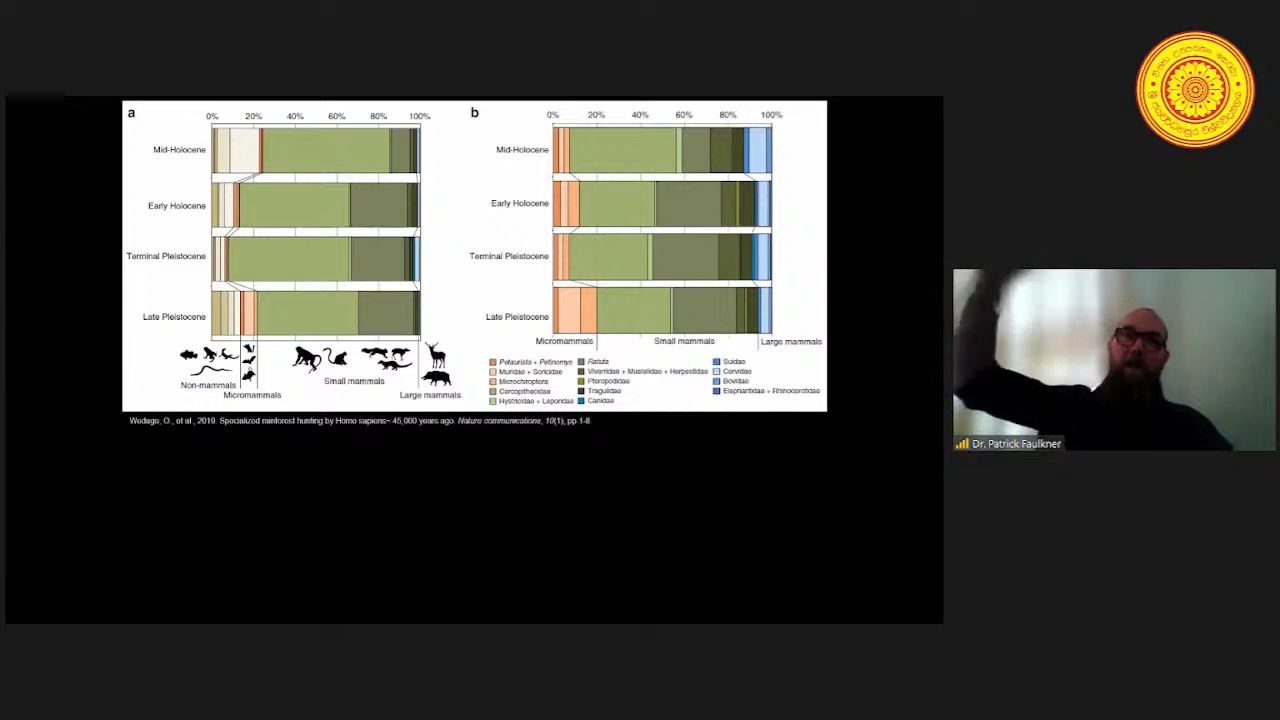 a
0% 20% 40% 60% 80% 100%
Mid-Holocene
Early Holocene
Terminal Pleistocene
Late Pleistocene
Non-mammals
Micromammals
Small mammals
Large mammals
b
0% 20% 40% 60% 80% 100%
Mid-Holocene
Early Holocene
Terminal Pleistocene
Late Pleistocene
Micromammals
Small mammals
Large mammals
Petaurista + Petinomys
Muridae + Soricidae
Microchiroptera
Cercopithecidae
Hystricidae + Leporidae
Ratufa
Viverridae + Mustelidae + Herpestidae
Pteropodidae
Tragulidae
Canidae
Suidae
Cervidae
Bovidae
Elephantidae + Rhinocerotidae
Wedage, O., et al., 2019. Specialized rainforest hunting by Homo sapiens~ 45,000 years ago. Nature communications, 10(1), pp.1-8.
Dr. Patrick Faulkner